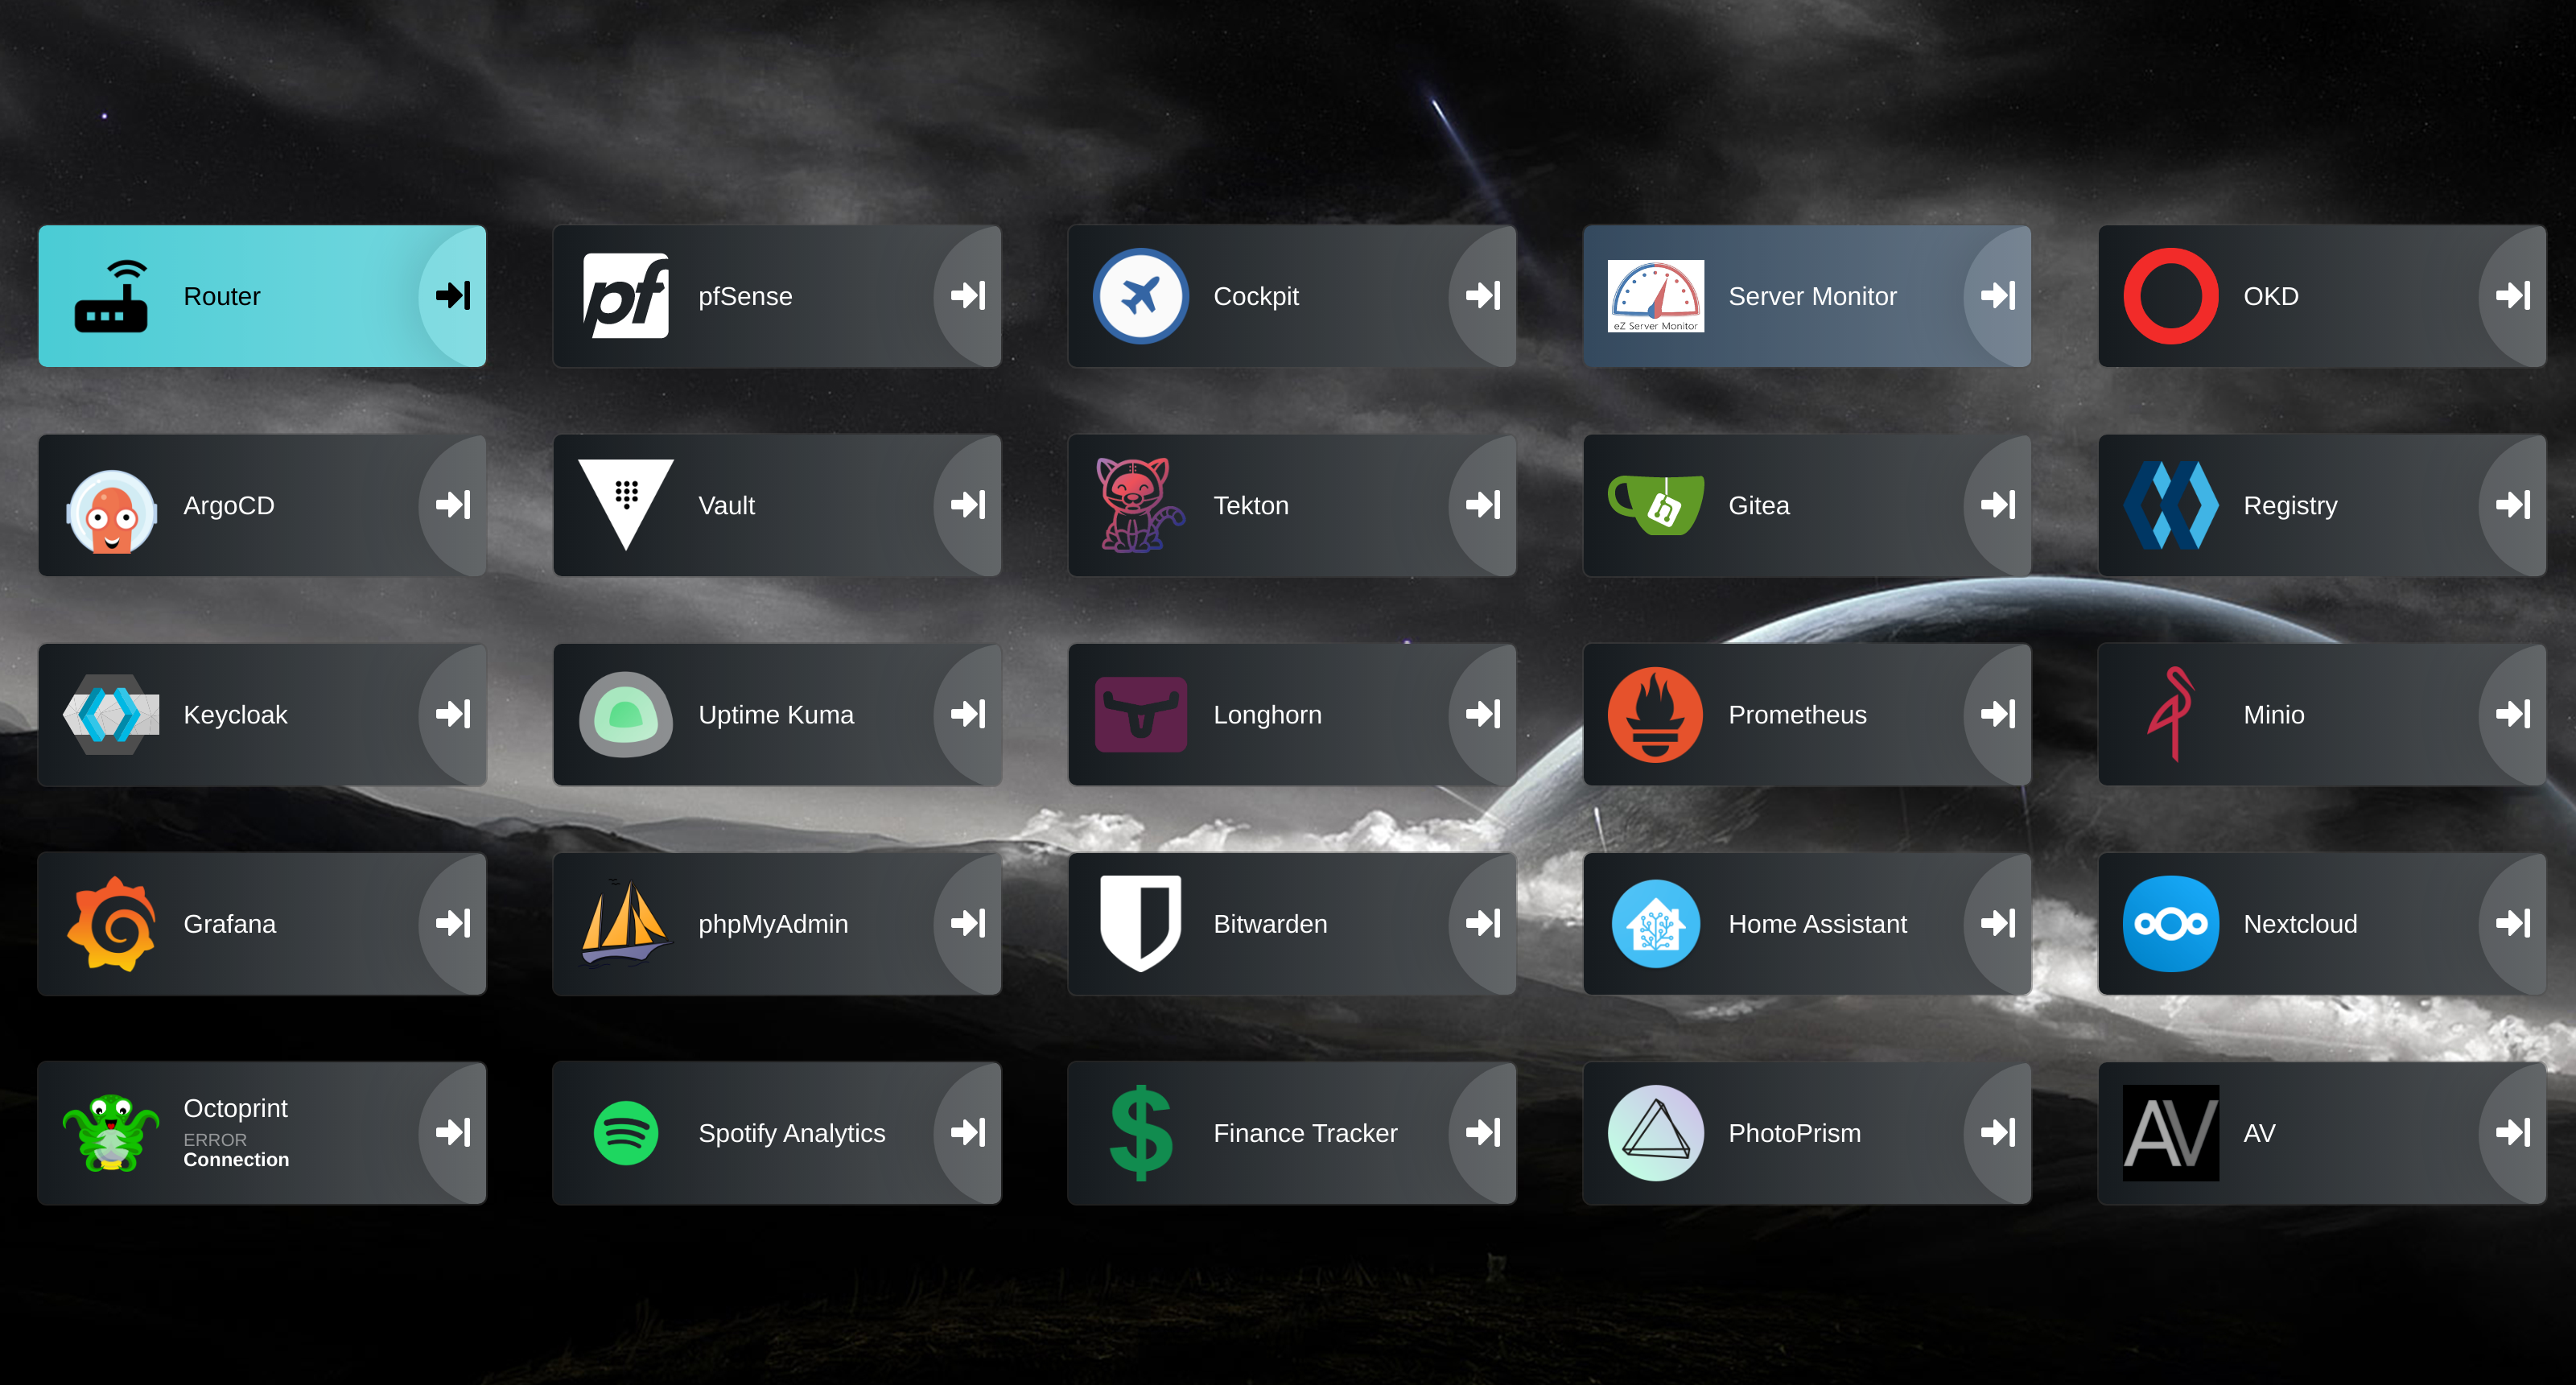 Router
pf
pfSense
Cockpit
eZ Server Monitor
Server Monitor
OKD
ArgoCD
Vault
Tekton
Gitea
Registry
Keycloak
Uptime Kuma
Longhorn
Prometheus
Minio
Grafana
phpMyAdmin
Bitwarden
Home Assistant
Nextcloud
Octoprint
ERROR
Connection
Spotify Analytics
$
Finance Tracker
PhotoPrism
AV
AV